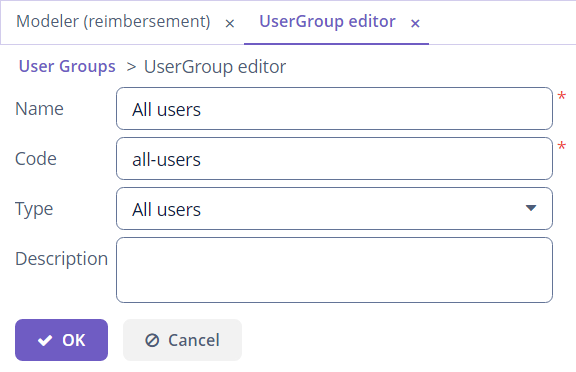 Modeler (reimbersement) × UserGroup editor ×
User Groups > UserGroup editor
Name All users *
Code all-users *
Type All users
Description
OK Cancel